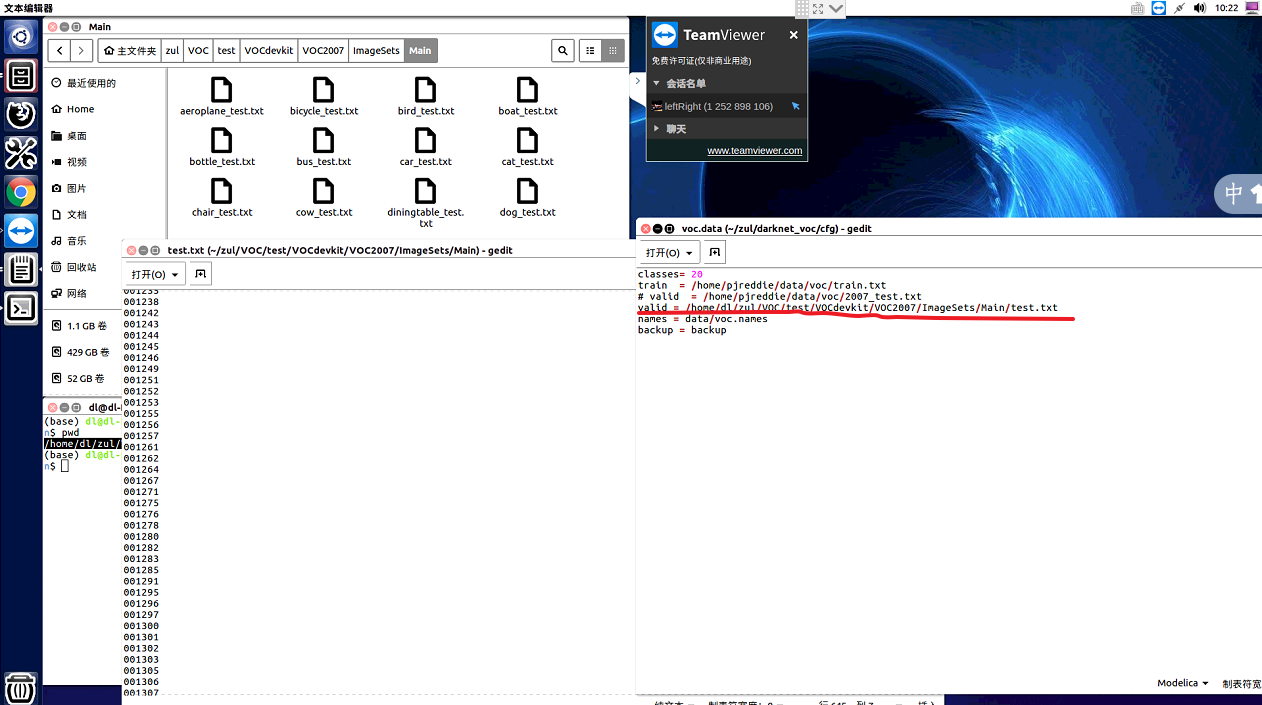 文本编辑器
10:22
Main
主文件夹 zul VOC test VOCdevkit VOC2007 ImageSets Main
最近使用的
Home
桌面
视频
图片
文档
音乐
回收站
网络
1.1 GB 卷
429 GB 卷
52 GB 卷
aeroplane_test.txt bicycle_test.txt bird_test.txt boat_test.txt
bottle_test.txt bus_test.txt car_test.txt cat_test.txt
chair_test.txt cow_test.txt diningtable_test.txt dog_test.txt
TeamViewer
免费许可证(仅非商业用途)
会话名单
leftRight (1 252 898 106)
聊天
www.teamviewer.com
中
dl@dl-
(base) dl@dl-
n$ pwd
/home/dl/zul/
(base) dl@dl-
n$
test.txt (~/zul/VOC/test/VOCdevkit/VOC2007/ImageSets/Main) - gedit
打开(O)
001235
001238
001242
001243
001244
001245
001246
001249
001251
001252
001253
001255
001256
001257
001261
001262
001264
001267
001271
001275
001276
001278
001280
001282
001283
001285
001291
001295
001296
001297
001300
001301
001302
001303
001305
001306
001307
voc.data (~/zul/darknet_voc/cfg) - gedit
打开(O)
classes= 20
train  = /home/pjreddie/data/voc/train.txt
# valid  = /home/pjreddie/data/voc/2007_test.txt
valid = /home/dl/zul/VOC/test/VOCdevkit/VOC2007/ImageSets/Main/test.txt
names = data/voc.names
backup = backup
Modelica 制表符宽